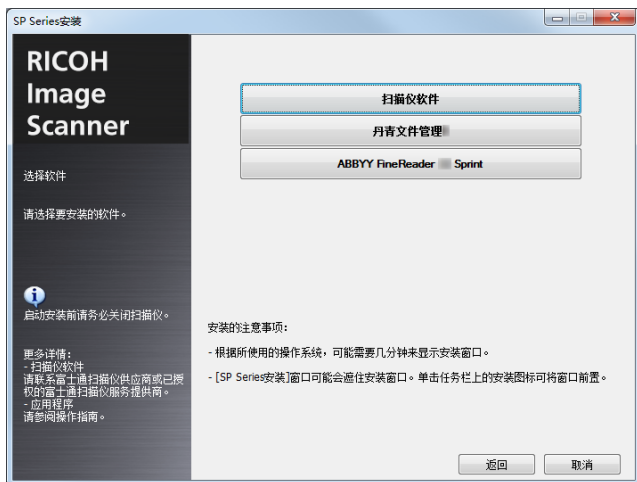 SP Series安装
RICOH
Image
Scanner
选择软件
请选择要安装的软件。
启动安装前请务必关闭扫描仪。
更多详情:
- 扫描仪软件
请联系富士通扫描仪供应商或已授
权的富士通扫描仪服务提供商。
- 应用程序
请参阅操作指南。
扫描仪软件
丹青文件管理
ABBYY FineReader Sprint
安装的注意事项:
- 根据所使用的操作系统，可能需要几分钟来显示安装窗口。
- [SP Series安装]窗口可能会遮住安装窗口。单击任务栏上的安装图标可将窗口前置。
返回
取消